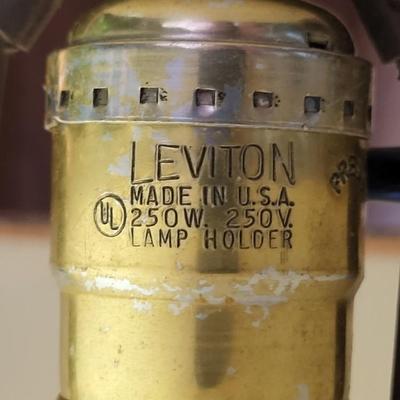 LEVITON
MADE IN U.S.A.
UL 250W. 250V.
LAMP HOLDER